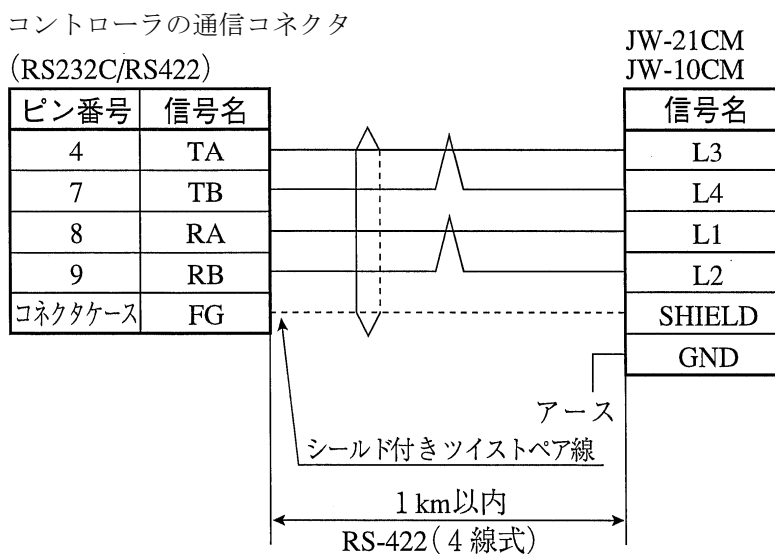 コントローラの通信コネクタ
(RS232C/RS422)
JW-21CM
JW-10CM
ピン番号 信号名 信号名
4 TA L3
7 TB L4
8 RA L1
9 RB L2
コネクタケース FG SHIELD
GND
アース
シールド付きツイストペア線
1 km以内
RS-422(4線式)